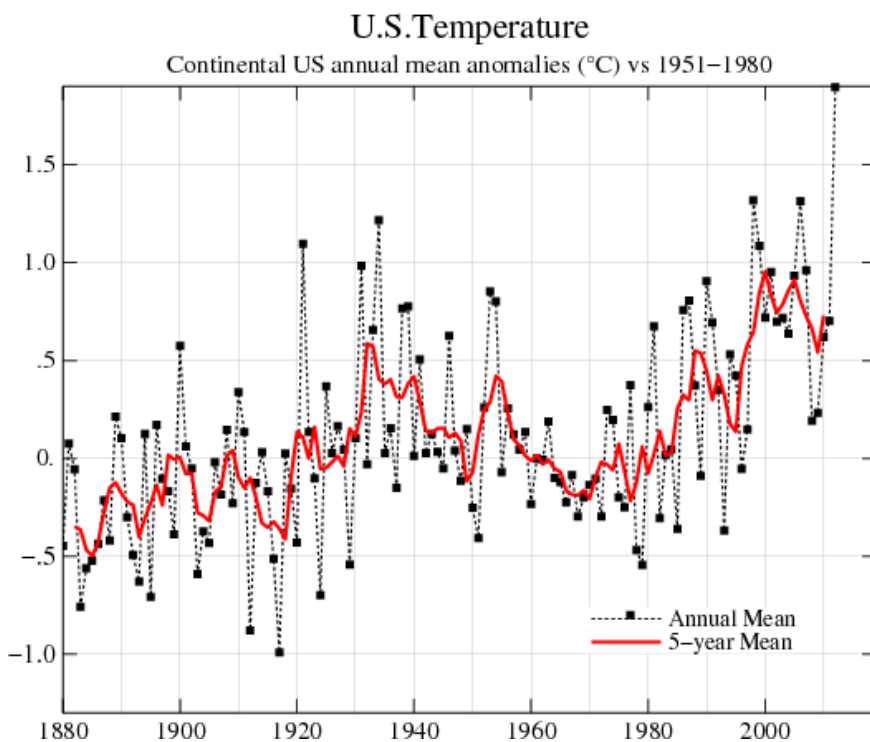 U.S.Temperature
Continental US annual mean anomalies (°C) vs 1951−1980
1.5
1.0
.5
0.
−.5
−1.0
Annual Mean
5−year Mean
1880 1900 1920 1940 1960 1980 2000